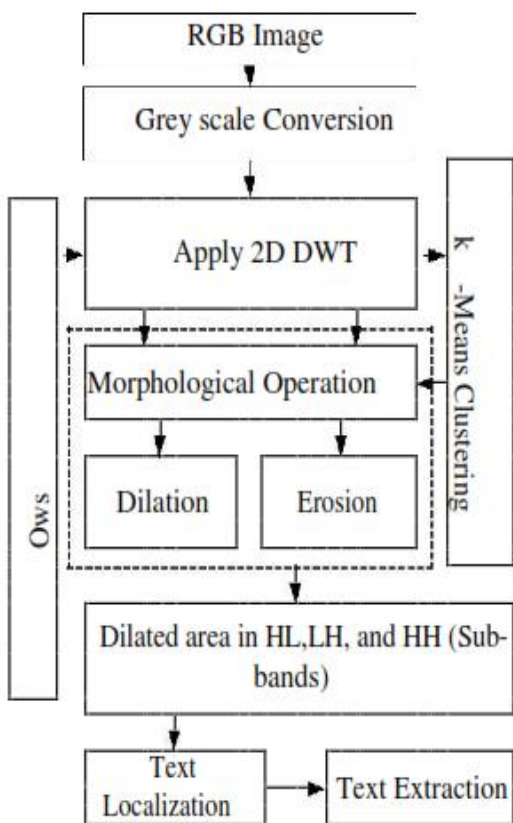 RGB Image
Grey scale Conversion
Apply 2D DWT
k -Means Clustering
Morphological Operation
Dilation
Erosion
OWS
Dilated area in HL,LH, and HH (Sub-
bands)
Text
Localization
Text Extraction